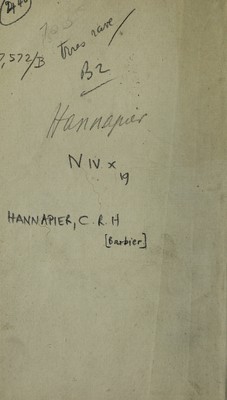 7,572/B
Très rare
B2
Hannapier
N IV x
19
HANNAPIER, C.R.H
[Barbier]